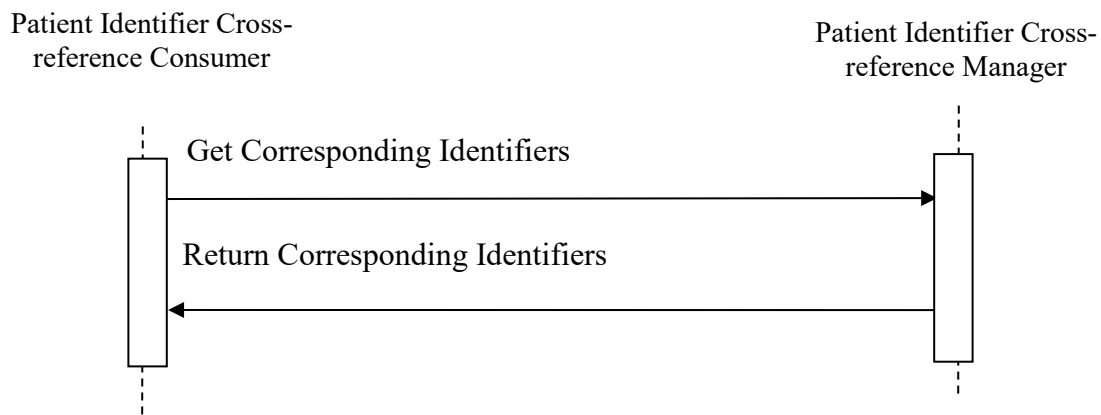 Patient Identifier Cross-
reference Consumer
Patient Identifier Cross-
reference Manager
Get Corresponding Identifiers
Return Corresponding Identifiers